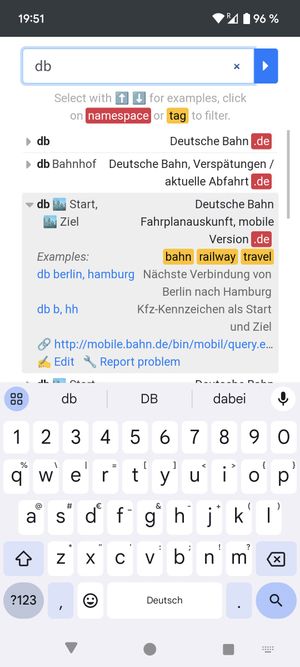 19:51 R 96 %
db ×
Select with ⬆️ ⬇️ for examples, click
on namespace or tag to filter.
db Deutsche Bahn .de
db Bahnhof Deutsche Bahn, Verspätungen /
aktuelle Abfahrt .de
db 🏙️ Start, Deutsche Bahn
🏙️ Ziel Fahrplanauskunft, mobile
Version .de
Examples: bahn railway travel
db berlin, hamburg Nächste Verbindung von
Berlin nach Hamburg
db b, hh Kfz-Kennzeichen als Start
und Ziel
🔗 http://mobile.bahn.de/bin/mobil/query.e…
✍️ Edit 🔧 Report problem
db DB dabei
1 2 3 4 5 6 7 8 9 0
q% w\ e| r= t[ y] u< i> o{ p}
a@ s# d€ f_ g& h- j+ k( l)
z* x" c' v: b; n! m?
?123 , Deutsch .